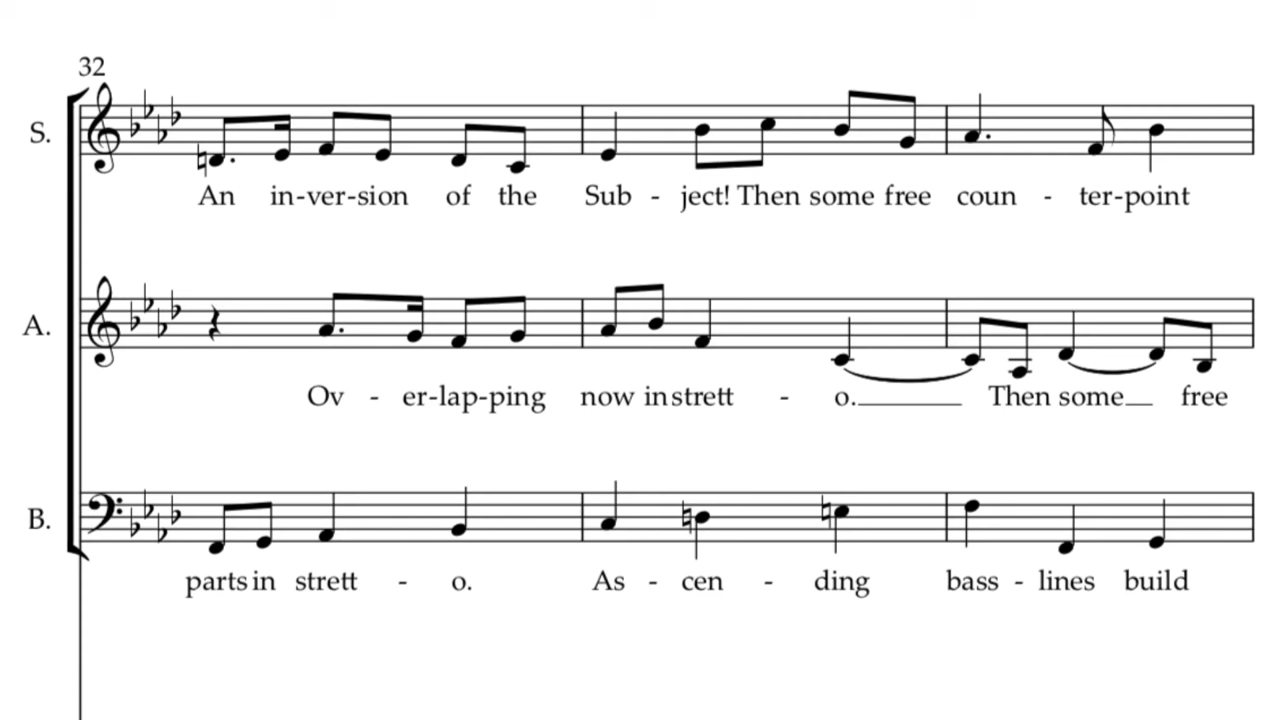 32
S.
An in-ver-sion of the Sub - ject! Then some free coun - ter-point
A.
Ov - er-lap-ping now in strett - o. Then some free
B.
parts in strett - o. As - cen - ding bass - lines build